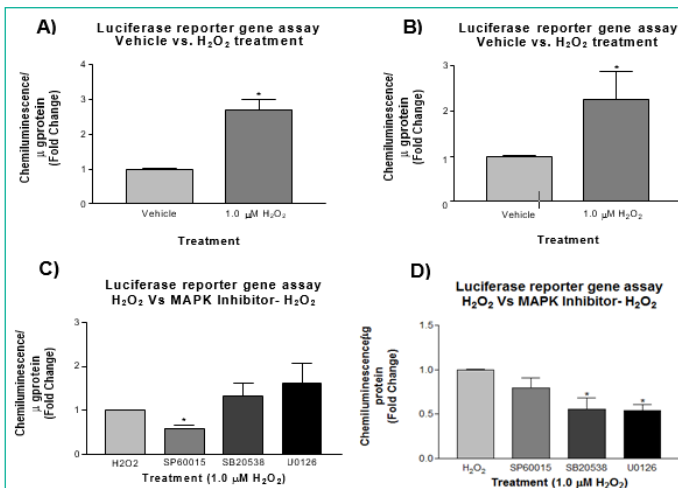 A)
Luciferase reporter gene assay
Vehicle vs. H₂O₂ treatment
Chemiluminescence/
µ gprotein
(Fold Change)
4
3
2
1
0
*
Vehicle
1.0 µM H₂O₂
Treatment
B)
Luciferase reporter gene assay
Vehicle vs. H₂O₂ treatment
Chemiluminescence/
µ gprotein
(Fold Change)
3
2
1
0
*
Vehicle
1.0 µM H₂O₂
Treatment
C)
Luciferase reporter gene assay
H₂O₂ Vs MAPK Inhibitor- H₂O₂
Chemiluminescence/
µ gprotein
(Fold Change)
3
2
1
0
*
H2O2
SP60015
SB20538
U0126
Treatment (1.0 µM H₂O₂)
D)
Luciferase reporter gene assay
H₂O₂ Vs MAPK Inhibitor- H₂O₂
Chemiluminescence/µg
protein
(Fold Change)
1.5
1.0
0.5
0.0
*
*
H₂O₂
SP60015
SB20538
U0126
Treatment (1.0 µM H₂O₂)